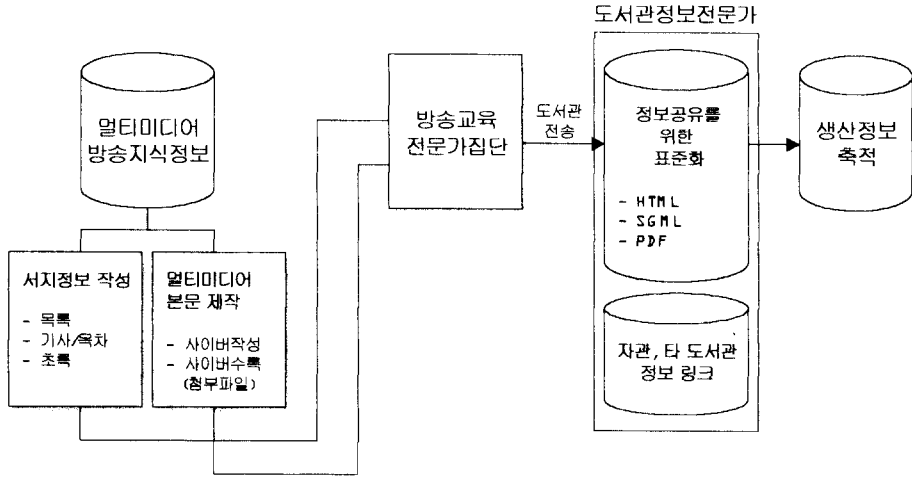 도서관정보전문가
멀티미디어
방송지식정보
방송교육
전문가집단
도서관
전송
정보공유를
위한
표준화
- HTML
- SGML
- PDF
생산정보
축적
서지정보 작성
- 목록
- 기사/목차
- 초록
멀티미디어
본문 제작
- 사이버작성
- 사이버수록
(첨부파일)
자관, 타 도서관
정보 링크